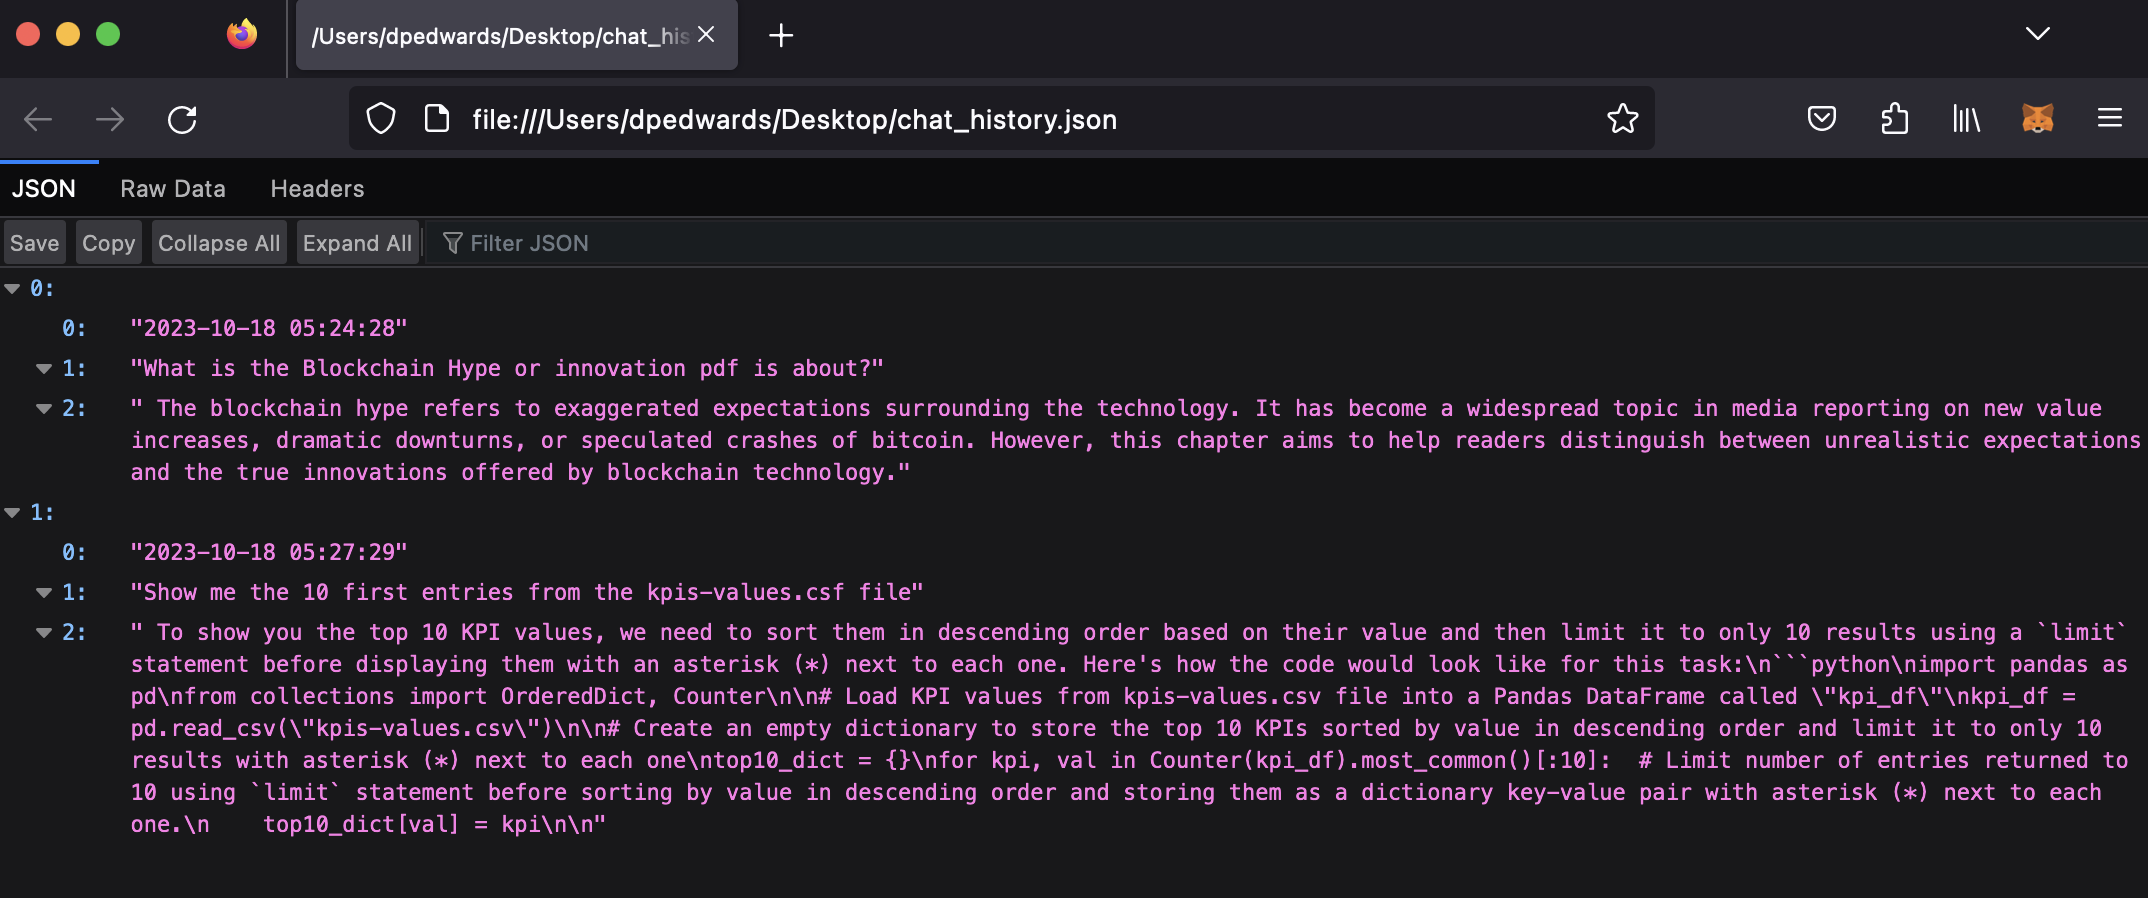 /Users/dpedwards/Desktop/chat_his
file:///Users/dpedwards/Desktop/chat_history.json
JSON Raw Data Headers
Save Copy Collapse All Expand All Filter JSON
0:
0: "2023-10-18 05:24:28"
1: "What is the Blockchain Hype or innovation pdf is about?"
2: " The blockchain hype refers to exaggerated expectations surrounding the technology. It has become a widespread topic in media reporting on new value
increases, dramatic downturns, or speculated crashes of bitcoin. However, this chapter aims to help readers distinguish between unrealistic expectations
and the true innovations offered by blockchain technology."
1:
0: "2023-10-18 05:27:29"
1: "Show me the 10 first entries from the kpis-values.csf file"
2: " To show you the top 10 KPI values, we need to sort them in descending order based on their value and then limit it to only 10 results using a `limit`
statement before displaying them with an asterisk (*) next to each one. Here's how the code would look like for this task:\n```python\nimport pandas as
pd\nfrom collections import OrderedDict, Counter\n\n# Load KPI values from kpis-values.csv file into a Pandas DataFrame called \"kpi_df\"\nkpi_df =
pd.read_csv(\"kpis-values.csv\")\n\n# Create an empty dictionary to store the top 10 KPIs sorted by value in descending order and limit it to only 10
results with asterisk (*) next to each one\ntop10_dict = {}\nfor kpi, val in Counter(kpi_df).most_common()[:10]:  # Limit number of entries returned to
10 using `limit` statement before sorting by value in descending order and storing them as a dictionary key-value pair with asterisk (*) next to each
one.\n    top10_dict[val] = kpi\n\n"